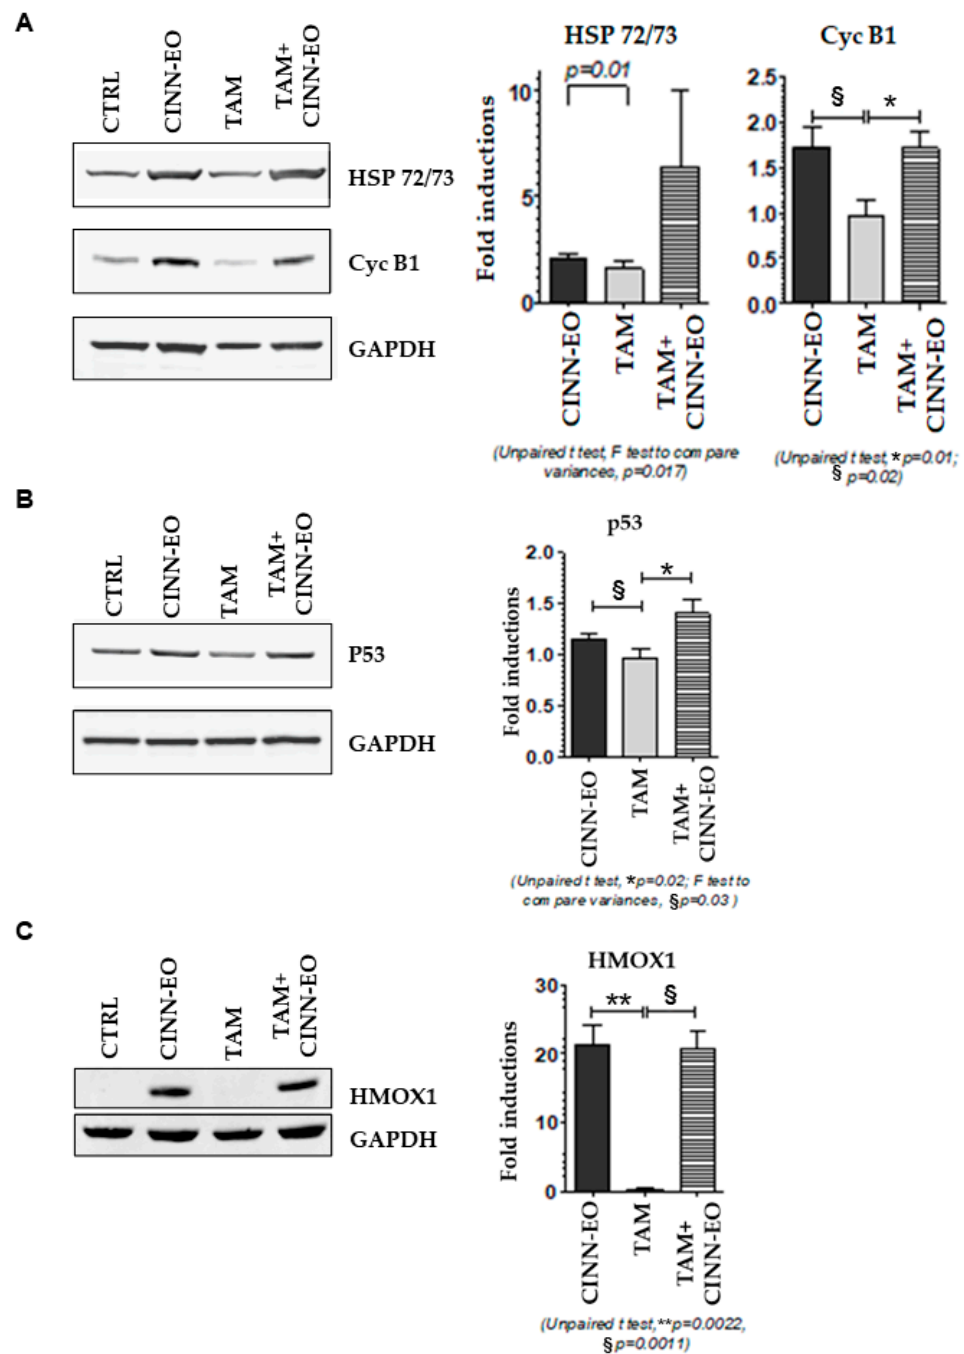 A
CTRL
CINN-EO
TAM
TAM+
CINN-EO
HSP 72/73
Cyc B1
GAPDH
HSP 72/73
p=0.01
Fold inductions
10
5
0
CINN-EO
TAM
TAM+
CINN-EO
(Unpaired t test, F test to compare
variances, p=0.017)
Cyc B1
§ *
2.5
2.0
1.5
1.0
0.5
0.0
CINN-EO
TAM
TAM+
CINN-EO
(Unpaired t test, *p=0.01;
§ p=0.02)
B
CTRL
CINN-EO
TAM
TAM+
CINN-EO
P53
GAPDH
p53
§ *
Fold inductions
2.0
1.5
1.0
0.5
0.0
CINN-EO
TAM
TAM+
CINN-EO
(Unpaired t test, *p=0.02; F test to
compare variances, §p=0.03 )
C
CTRL
CINN-EO
TAM
TAM+
CINN-EO
HMOX1
GAPDH
HMOX1
** §
Fold inductions
30
20
10
0
CINN-EO
TAM
TAM+
CINN-EO
(Unpaired t test,**p=0.0022,
§p=0.0011)